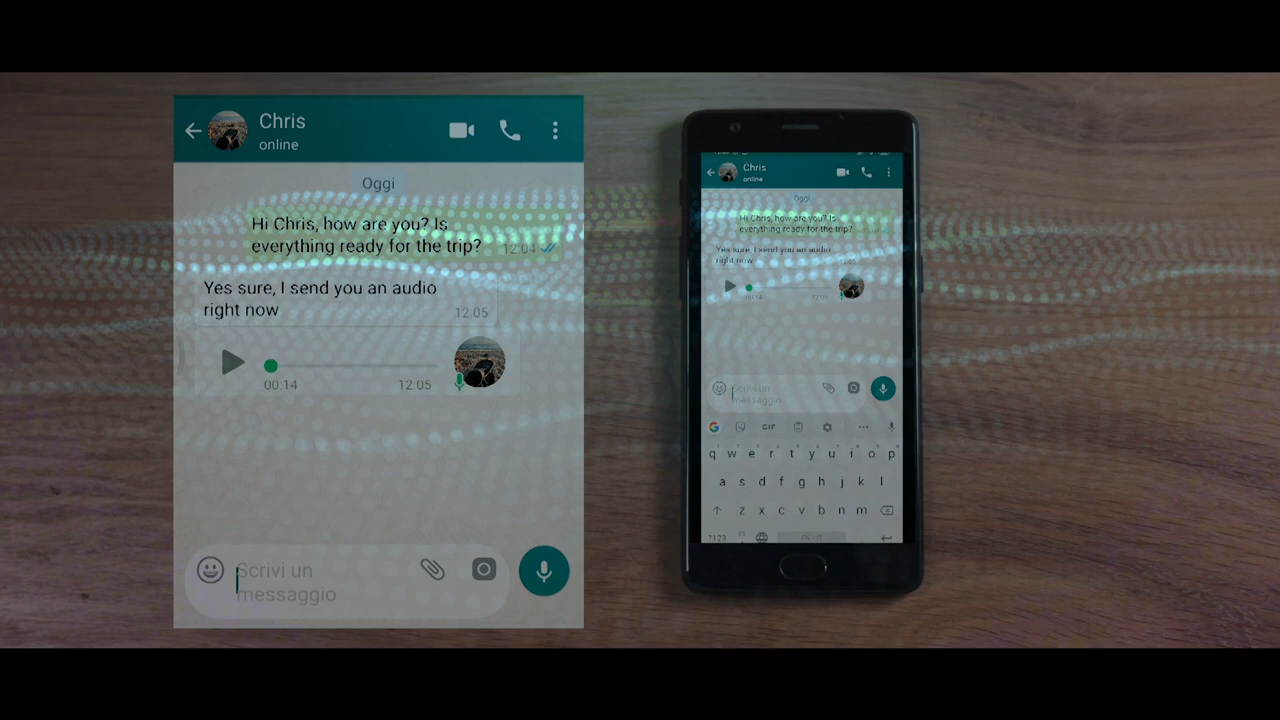 Chris
online
Oggi
Hi Chris, how are you? Is
everything ready for the trip?
12.04
Yes sure, I send you an audio
right now
12.05
00:14
12:05
Scrivi un
messaggio
Chris
online
Oggi
Hi Chris, how are you? Is
everything ready for the trip?
Yes sure, I send you an audio
right now
12.05
00:14
12:05
Scrivi un
messaggio
G GIF
q w e r t y u i o p
a s d f g h j k l
z x c v b n m
?123